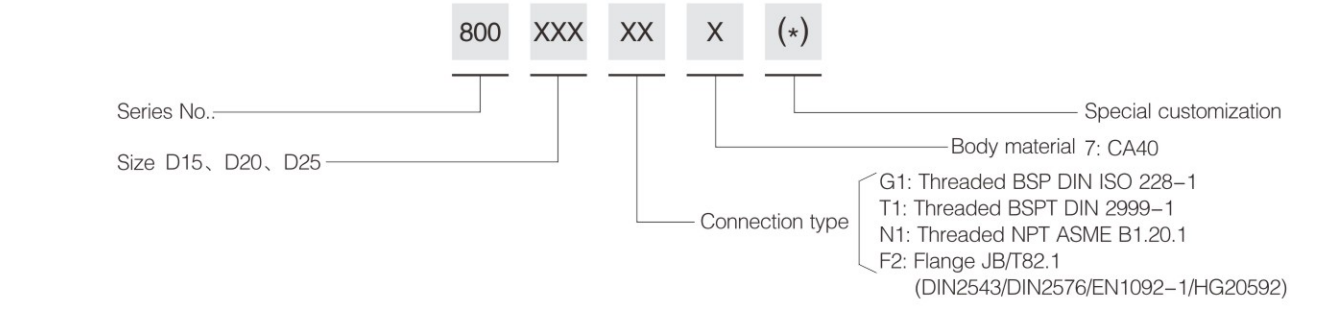 800 XXX XX X (*)
Series No..
Special customization
Body material 7: CA40
Size D15、D20、D25
G1: Threaded BSP DIN ISO 228-1
T1: Threaded BSPT DIN 2999-1
Connection type
N1: Threaded NPT ASME B1.20.1
F2: Flange JB/T82.1
(DIN2543/DIN2576/EN1092-1/HG20592)